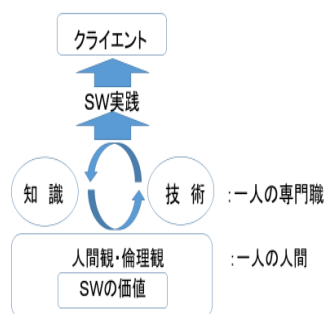 クライエント
SW実践
知 識
技 術
:一人の専門職
人間観・倫理観
:一人の人間
SWの価値